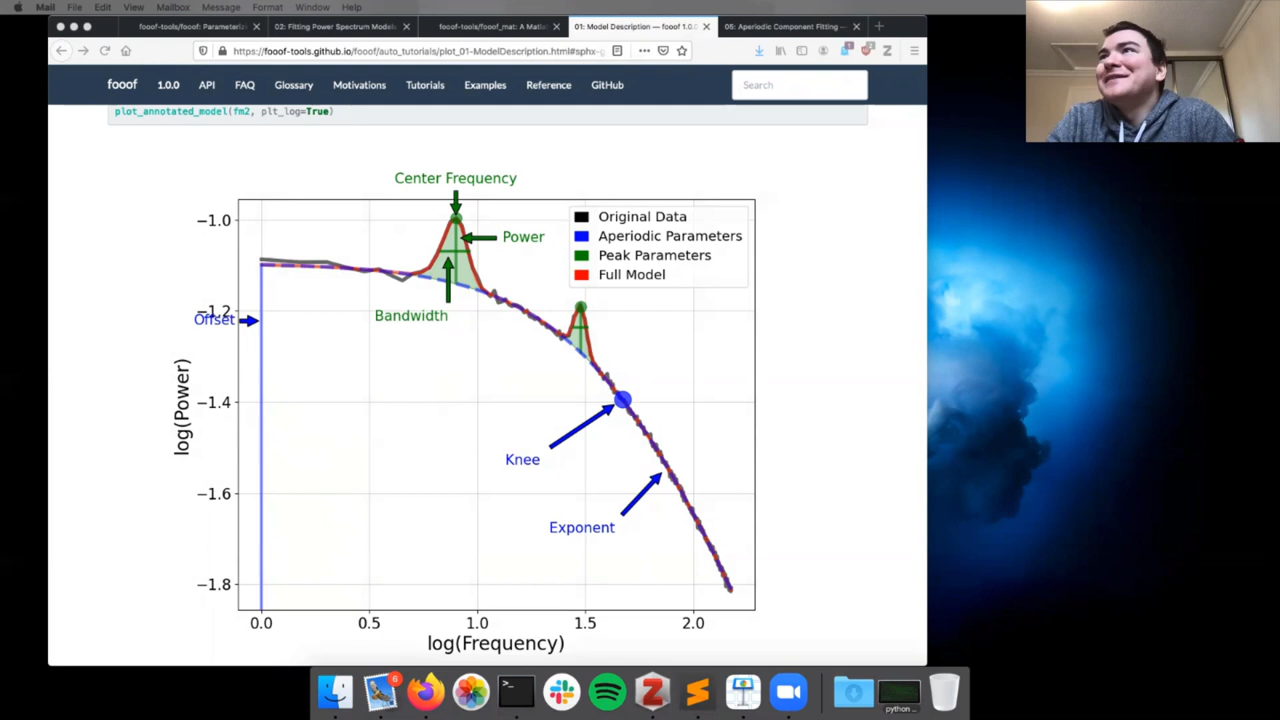 Mail File Edit View Mailbox Message Format Window Help
fooof-tools/fooof: Parameteri
02: Fitting Power Spectrum Models
fooof-tools/fooof_mat: A Matla
01: Model Description — fooof 1.0.0
05: Aperiodic Component Fitting —
https://fooof-tools.github.io/fooof/auto_tutorials/plot_01-ModelDescription.html#sphx-g
fooof 1.0.0 API FAQ Glossary Motivations Tutorials Examples Reference GitHub Search
plot_annotated_model(fm2, plt_log=True)
Center Frequency
Power
Bandwidth
Original Data
Aperiodic Parameters
Peak Parameters
Full Model
Offset
Knee
Exponent
log(Power)
−1.0
−1.2
−1.4
−1.6
−1.8
0.0 0.5 1.0 1.5 2.0
log(Frequency)
6
>_
Z
S
python ...